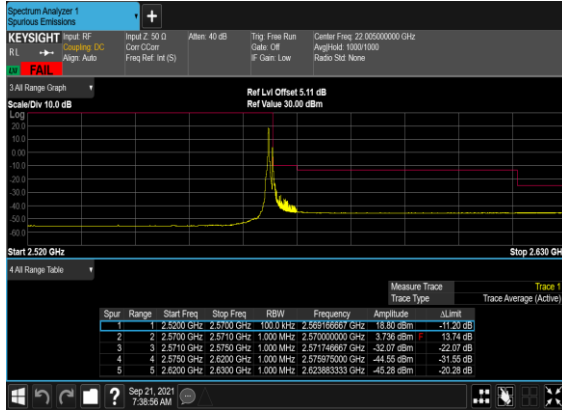 Spectrum Analyzer 1
Spurious Emissions
+
KEYSIGHT Input: RF Input Z: 50 Ω Atten: 40 dB Trig: Free Run Center Freq: 22.005000000 GHz
RL Coupling: DC Corr CCorr Gate: Off Avg|Hold: 1000/1000
Align: Auto Freq Ref: Int (S) IF Gain: Low Radio Std: None
FAIL
3 All Range Graph
Ref Lvl Offset 5.11 dB
Scale/Div 10.0 dB Ref Value 30.00 dBm
Log
20.0
10.0
0.00
-10.0
-20.0
-30.0
-40.0
-50.0
-60.0
Start 2.520 GHz Stop 2.630 GH
4 All Range Table
Measure Trace Trace 1
Trace Type Trace Average (Active)
Spur Range Start Freq Stop Freq RBW Frequency Amplitude ΔLimit
1 1 2.5200 GHz 2.5700 GHz 100.0 kHz 2.569166667 GHz 18.80 dBm -11.20 dB
2 2 2.5700 GHz 2.5710 GHz 1.000 MHz 2.570000000 GHz 3.736 dBm F 13.74 dB
3 3 2.5710 GHz 2.5750 GHz 1.000 MHz 2.571746667 GHz -32.07 dBm -22.07 dB
4 4 2.5750 GHz 2.6200 GHz 1.000 MHz 2.575975000 GHz -44.55 dBm -31.55 dB
5 5 2.6200 GHz 2.6300 GHz 1.000 MHz 2.623883333 GHz -45.28 dBm -20.28 dB
? Sep 21, 2021
7:38:56 AM